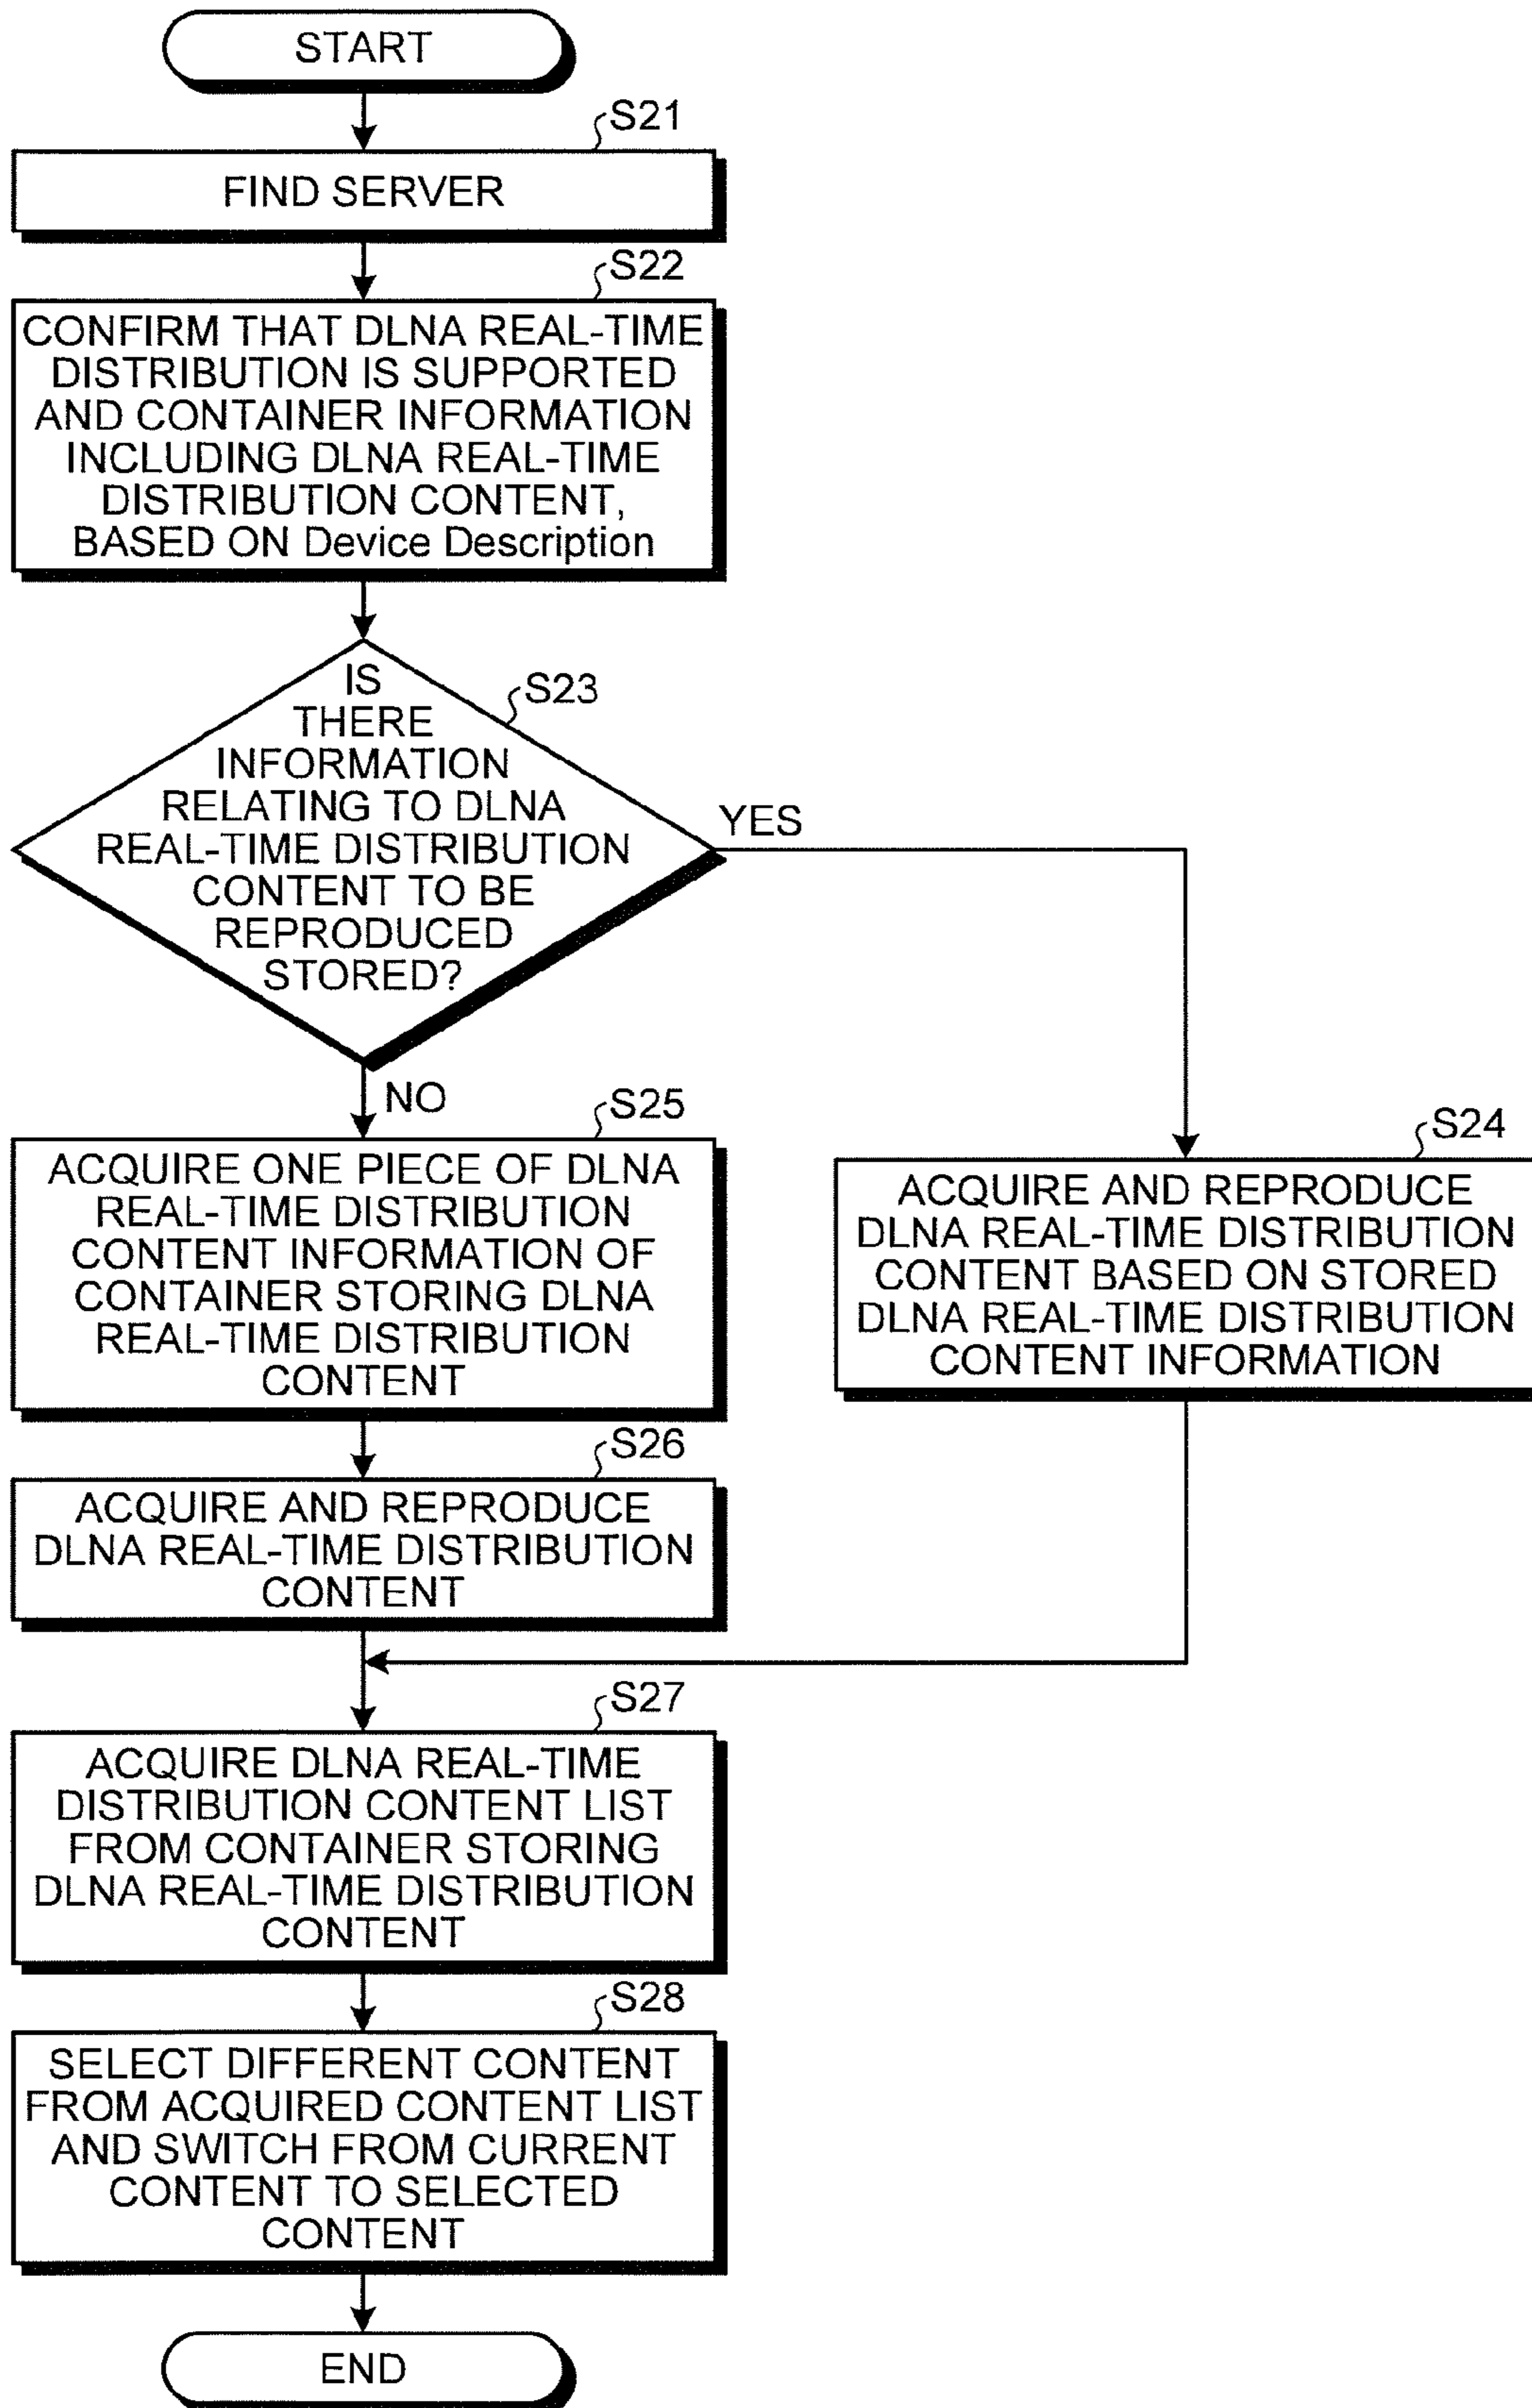 START
S21
FIND SERVER
S22
CONFIRM THAT DLNA REAL-TIME
DISTRIBUTION IS SUPPORTED
AND CONTAINER INFORMATION
INCLUDING DLNA REAL-TIME
DISTRIBUTION CONTENT,
BASED ON Device Description
S23
IS
THERE
INFORMATION
RELATING TO DLNA
REAL-TIME DISTRIBUTION
CONTENT TO BE
REPRODUCED
STORED?
YES
NO
S25
ACQUIRE ONE PIECE OF DLNA
REAL-TIME DISTRIBUTION
CONTENT INFORMATION OF
CONTAINER STORING DLNA
REAL-TIME DISTRIBUTION
CONTENT
S24
ACQUIRE AND REPRODUCE
DLNA REAL-TIME DISTRIBUTION
CONTENT BASED ON STORED
DLNA REAL-TIME DISTRIBUTION
CONTENT INFORMATION
S26
ACQUIRE AND REPRODUCE
DLNA REAL-TIME DISTRIBUTION
CONTENT
S27
ACQUIRE DLNA REAL-TIME
DISTRIBUTION CONTENT LIST
FROM CONTAINER STORING
DLNA REAL-TIME DISTRIBUTION
CONTENT
S28
SELECT DIFFERENT CONTENT
FROM ACQUIRED CONTENT LIST
AND SWITCH FROM CURRENT
CONTENT TO SELECTED
CONTENT
END